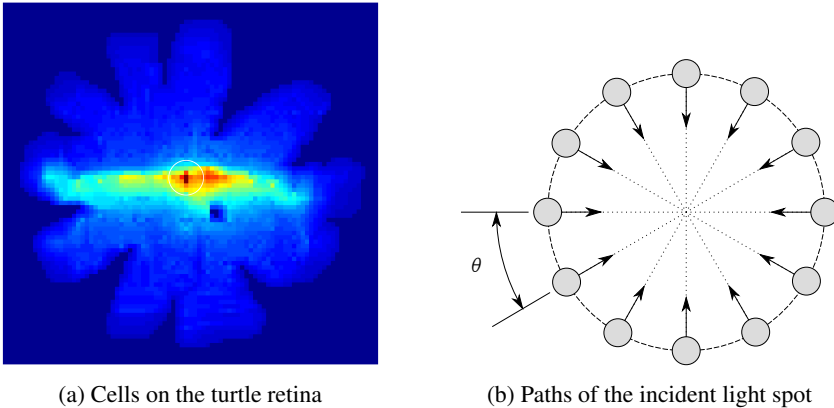 θ
(a) Cells on the turtle retina
(b) Paths of the incident light spot